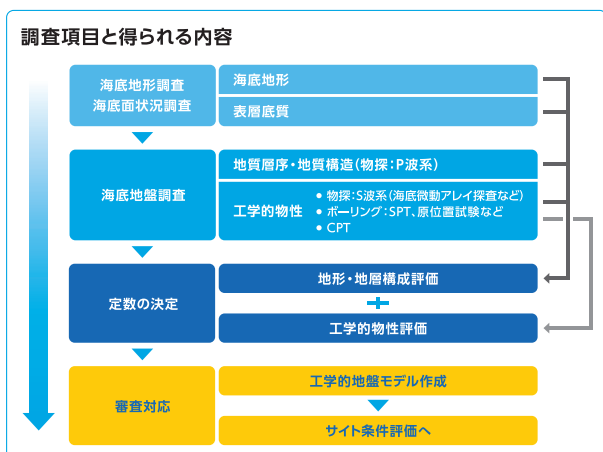 調査項目と得られる内容
海底地形調査
海底面状況調査
海底地形
表層底質
海底地盤調査
地質層序・地質構造(物探:P波系)
工学的物性
• 物探:S波系(海底微動アレイ探査など)
• ボーリング:SPT、原位置試験など
• CPT
定数の決定
地形・地層構成評価
+
工学的物性評価
審査対応
工学的地盤モデル作成
サイト条件評価へ